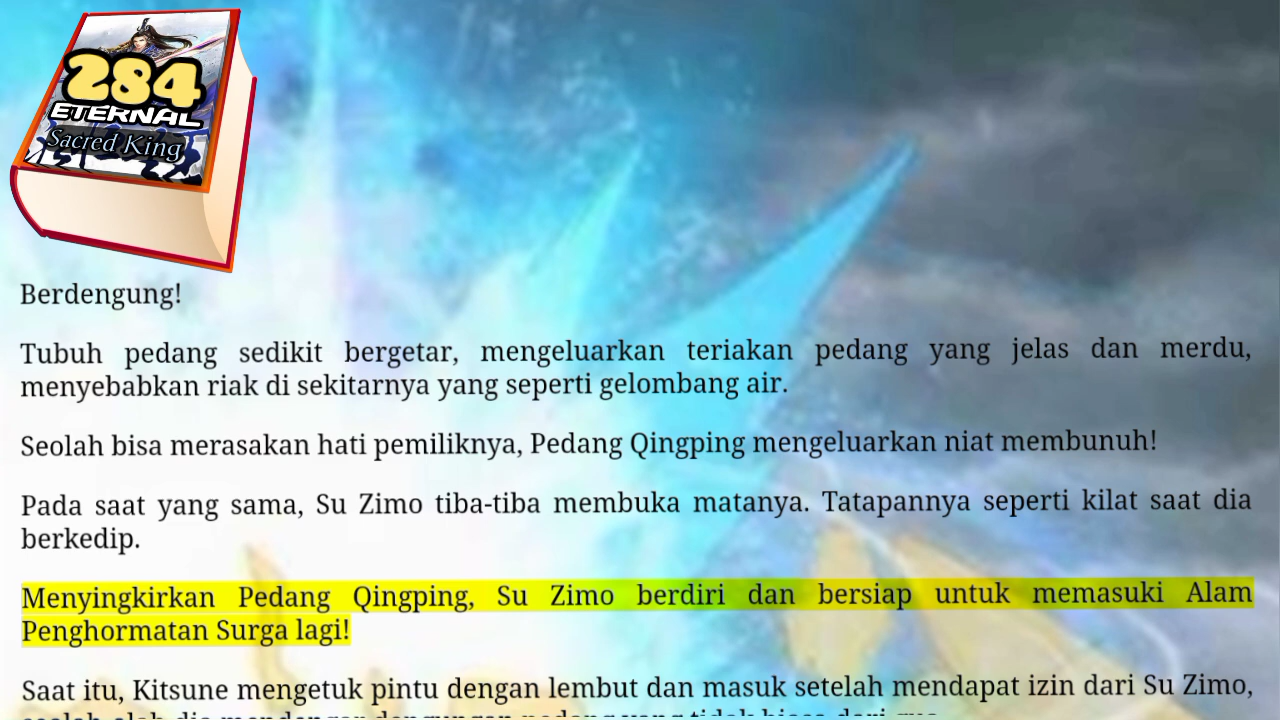 284
ETERNAL
Sacred King
Berdengung!
Tubuh pedang sedikit bergetar, mengeluarkan teriakan pedang yang jelas dan merdu,
menyebabkan riak di sekitarnya yang seperti gelombang air.
Seolah bisa merasakan hati pemiliknya, Pedang Qingping mengeluarkan niat membunuh!
Pada saat yang sama, Su Zimo tiba-tiba membuka matanya. Tatapannya seperti kilat saat dia
berkedip.
Menyingkirkan Pedang Qingping, Su Zimo berdiri dan bersiap untuk memasuki Alam
Penghormatan Surga lagi!
Saat itu, Kitsune mengetuk pintu dengan lembut dan masuk setelah mendapat izin dari Su Zimo,